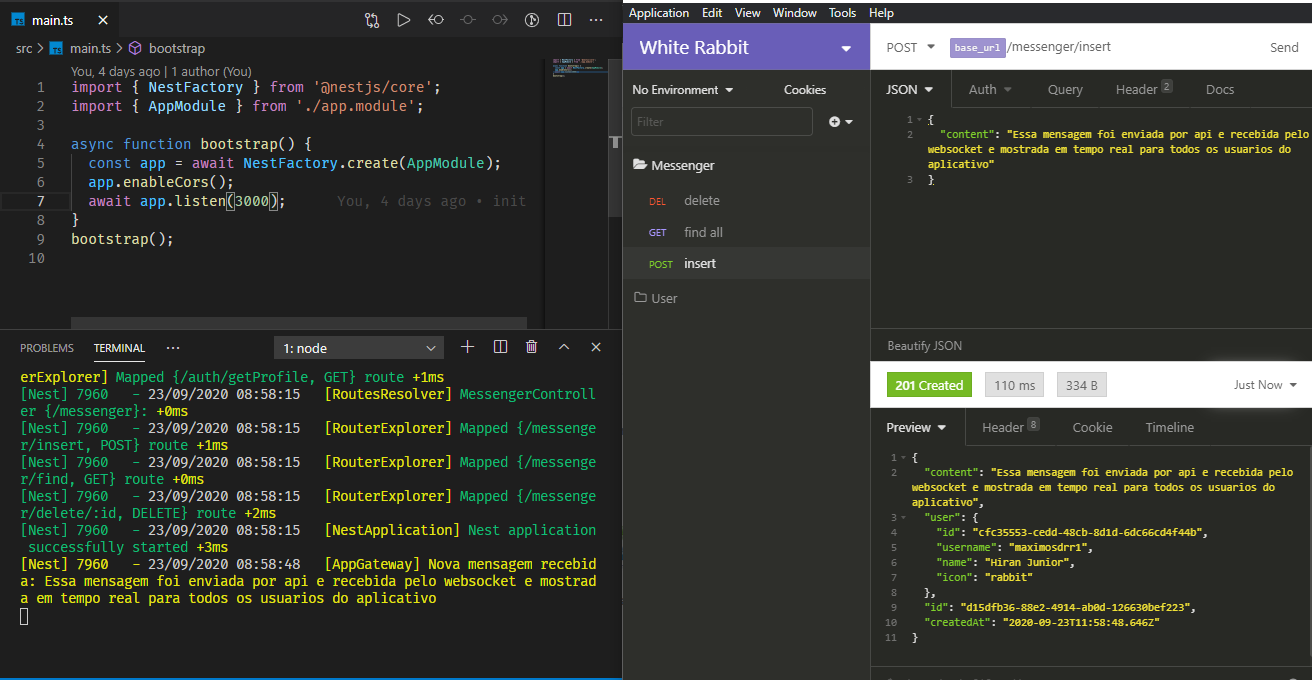 main.ts
src > main.ts > bootstrap
You, 4 days ago | 1 author (You)
1 import { NestFactory } from '@nestjs/core';
2 import { AppModule } from './app.module';
3
4 async function bootstrap() {
5 const app = await NestFactory.create(AppModule);
6 app.enableCors();
7 await app.listen(3000); You, 4 days ago • init
8 }
9 bootstrap();
10
PROBLEMS TERMINAL ··· 1: node
erExplorer] Mapped {/auth/getProfile, GET} route +1ms
[Nest] 7960 - 23/09/2020 08:58:15 [RoutesResolver] MessengerControll
er {/messenger}: +0ms
[Nest] 7960 - 23/09/2020 08:58:15 [RouterExplorer] Mapped {/messenge
r/insert, POST} route +1ms
[Nest] 7960 - 23/09/2020 08:58:15 [RouterExplorer] Mapped {/messenge
r/find, GET} route +0ms
[Nest] 7960 - 23/09/2020 08:58:15 [RouterExplorer] Mapped {/messenge
r/delete/:id, DELETE} route +2ms
[Nest] 7960 - 23/09/2020 08:58:15 [NestApplication] Nest application
successfully started +3ms
[Nest] 7960 - 23/09/2020 08:58:48 [AppGateway] Nova mensagem recebid
a: Essa mensagem foi enviada por api e recebida pelo websocket e mostrad
a em tempo real para todos os usuarios do aplicativo
Application Edit View Window Tools Help
White Rabbit
No Environment Cookies
Filter
Messenger
DEL delete
GET find all
POST insert
User
POST base_url/messenger/insert Send
JSON Auth Query Header 2 Docs
1 {
2 "content": "Essa mensagem foi enviada por api e recebida pelo
websocket e mostrada em tempo real para todos os usuarios do
aplicativo"
3 }
Beautify JSON
201 Created 110 ms 334 B Just Now
Preview Header 8 Cookie Timeline
1 {
2 "content": "Essa mensagem foi enviada por api e recebida pelo
websocket e mostrada em tempo real para todos os usuarios do
aplicativo",
3 "user": {
4 "id": "cfc35553-cedd-48cb-8d1d-6dc66cd4f44b",
5 "username": "maximosdrr1",
6 "name": "Hiran Junior",
7 "icon": "rabbit"
8 },
9 "id": "d15dfb36-88e2-4914-ab0d-126630bef223",
10 "createdAt": "2020-09-23T11:58:48.646Z"
11 }